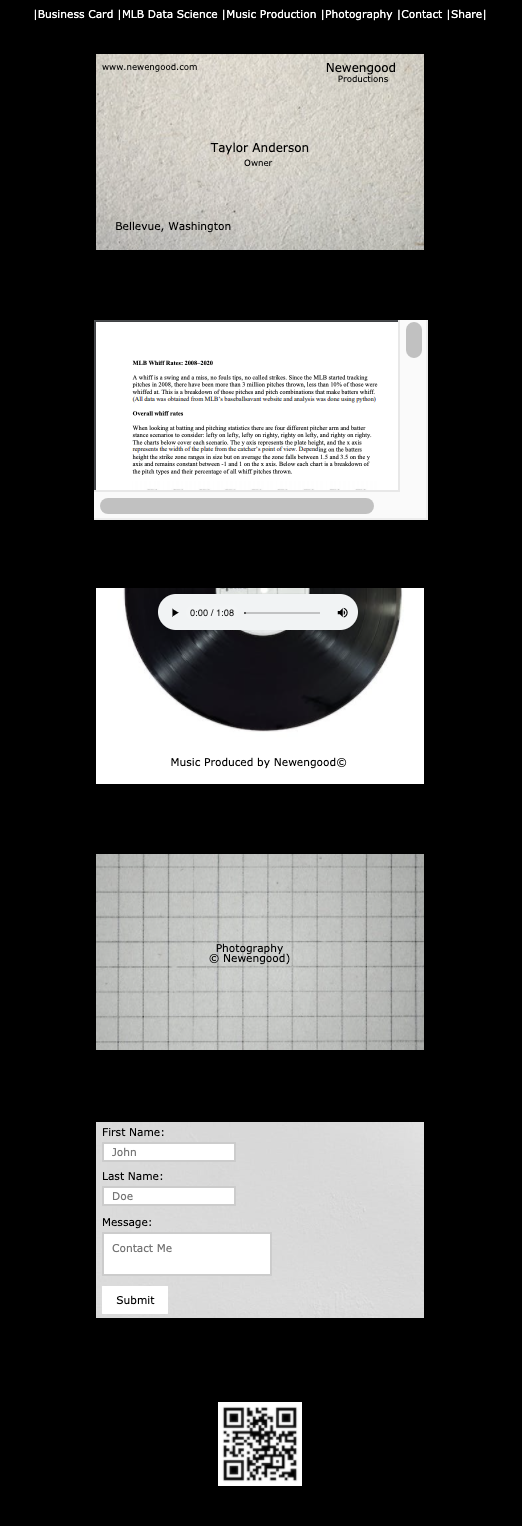 |Business Card |MLB Data Science |Music Production |Photography |Contact |Share|
www.newengood.com
Newengood
Productions
Taylor Anderson
Owner
Bellevue, Washington
MLB Whiff Rates: 2008-2020
A whiff is a swing and a miss, no fouls tips, no called strikes. Since the MLB started tracking
pitches in 2008, there have been more than 3 million pitches thrown, less than 10% of those were
whiffed at. This is a breakdown of those pitches and pitch combinations that make batters whiff.
(All data was obtained from MLB's baseballsavant website and analysis was done using python)
Overall whiff rates
When looking at batting and pitching statistics there are four different pitcher arm and batter
stance scenarios to consider: lefty on lefty, lefty on righty, righty on lefty, and righty on righty.
The charts below cover each scenario. The y axis represents the plate height, and the x axis
represents the width of the plate from the catcher's point of view. Depending on the batters
height the strike zone ranges in size but on average the zone falls between 1.5 and 3.5 on the y
axis and remains constant between -1 and 1 on the x axis. Below each chart is a breakdown of
the pitch types and their percentage of all whiff pitches thrown.
0:00 / 1:08
Music Produced by Newengood©
Photography
© Newengood)
First Name:
John
Last Name:
Doe
Message:
Contact Me
Submit